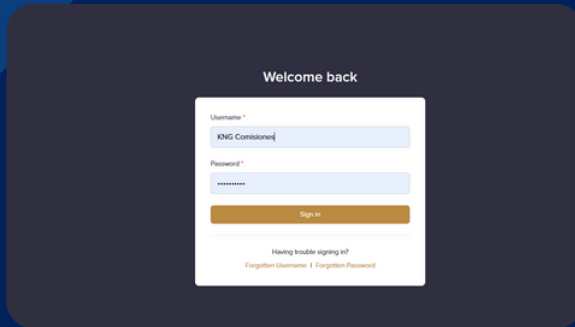 Welcome back
Username *
KNG Comisiones
Password *
••••••••••
Sign in
Having trouble signing in?
Forgotten Username | Forgotten Password